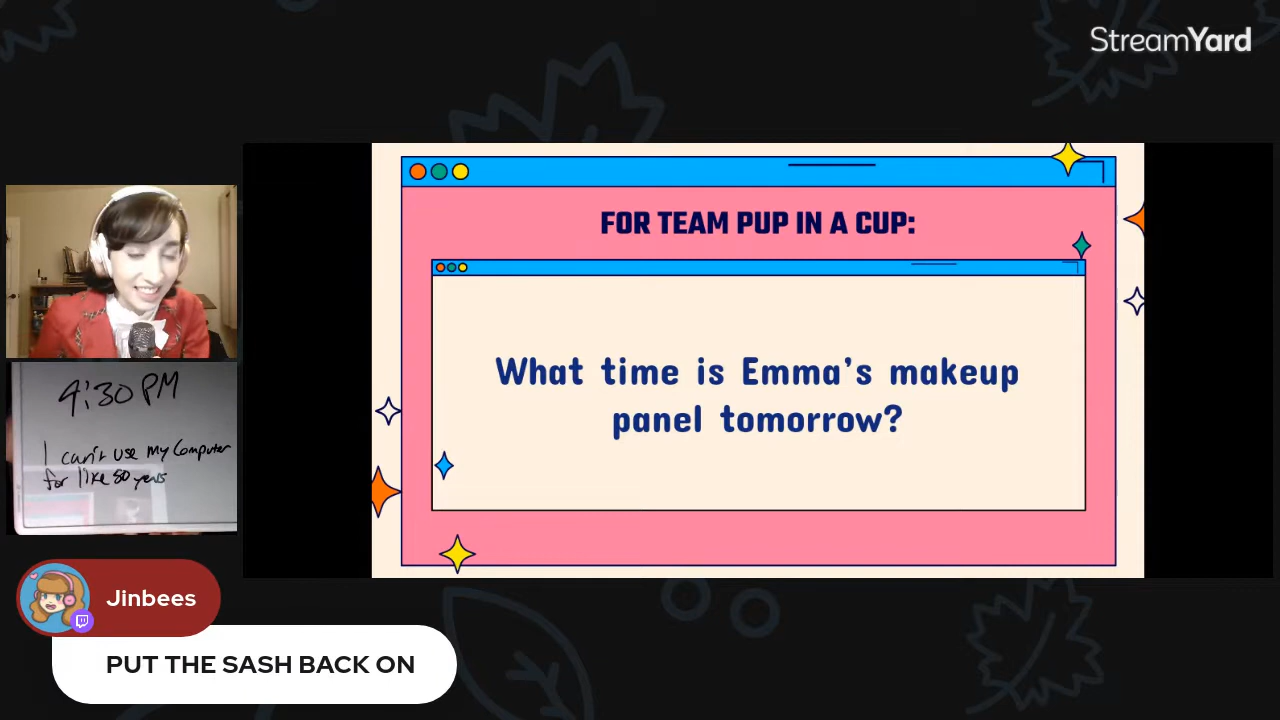 StreamYard
FOR TEAM PUP IN A CUP:
What time is Emma's makeup
panel tomorrow?
4:30 PM
I can't use my Computer
for like 80 years
Jinbees
PUT THE SASH BACK ON